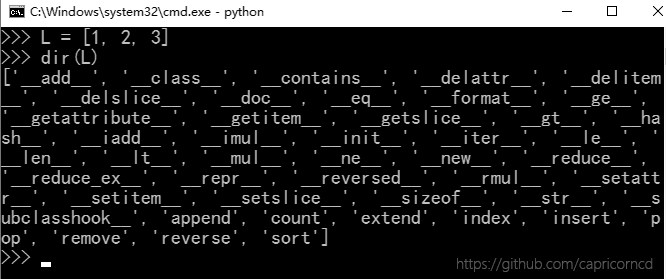 C:\Windows\system32\cmd.exe - python
>>> L = [1, 2, 3]
>>> dir(L)
['__add__', '__class__', '__contains__', '__delattr__', '__delitem
__', '__delslice__', '__doc__', '__eq__', '__format__', '__ge__',
'__getattribute__', '__getitem__', '__getslice__', '__gt__', '__ha
sh__', '__iadd__', '__imul__', '__init__', '__iter__', '__le__', '
__len__', '__lt__', '__mul__', '__ne__', '__new__', '__reduce__',
'__reduce_ex__', '__repr__', '__reversed__', '__rmul__', '__setatt
r__', '__setitem__', '__setslice__', '__sizeof__', '__str__', '__s
ubclasshook__', 'append', 'count', 'extend', 'index', 'insert', 'p
op', 'remove', 'reverse', 'sort']
>>>
https://github.com/capricorncd